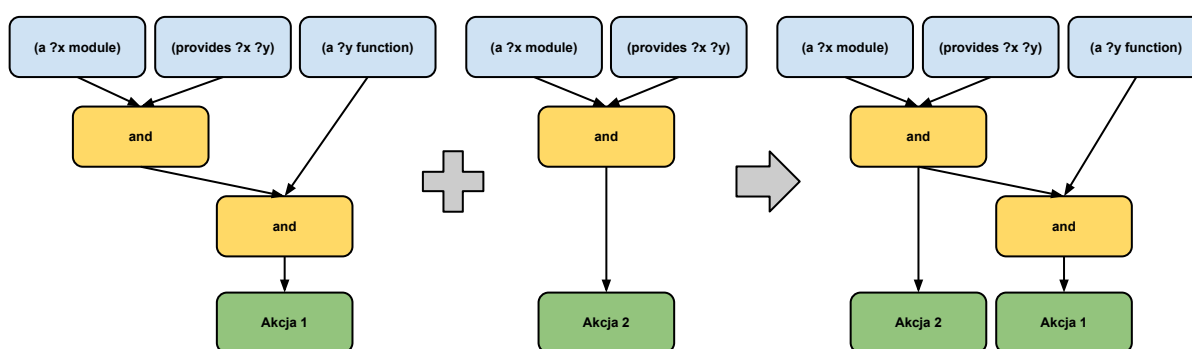 (a ?x module) (provides ?x ?y) (a ?y function) (a ?x module) (provides ?x ?y) (a ?x module) (provides ?x ?y) (a ?y function)
and and and
and and
Akcja 1 Akcja 2 Akcja 2 Akcja 1